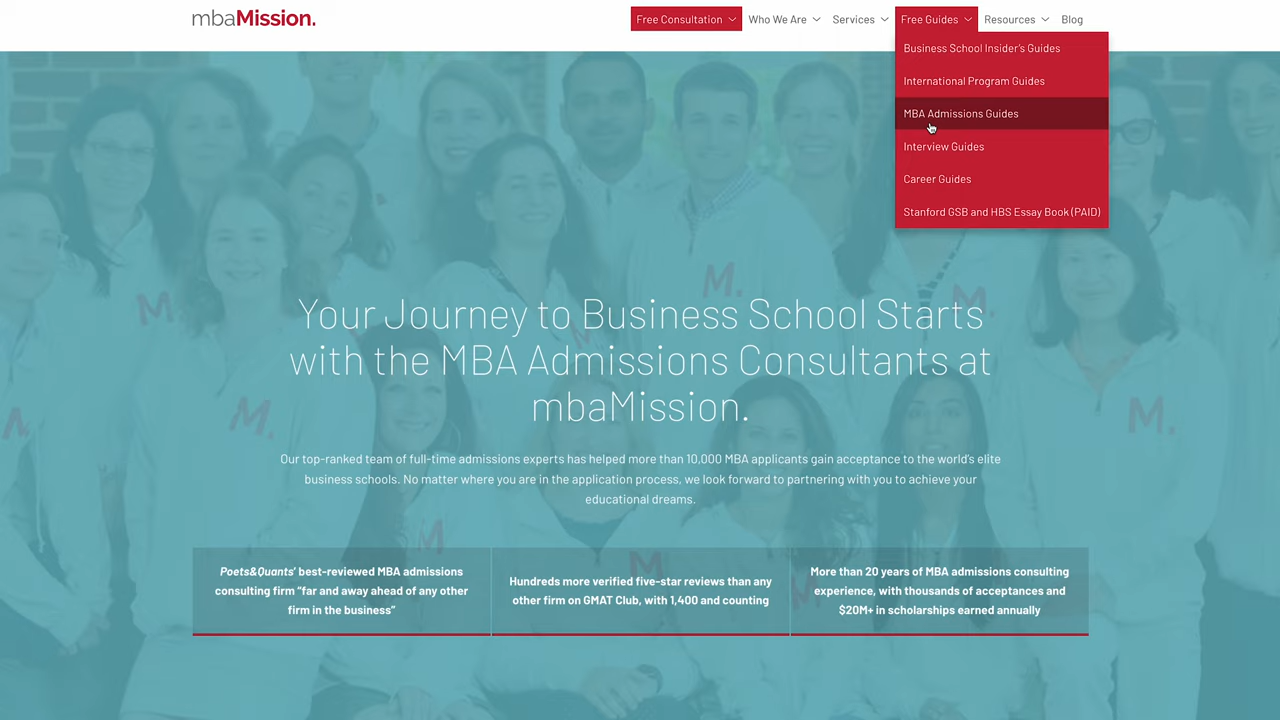 mbaMission.
Free Consultation
Who We Are
Services
Free Guides
Resources
Blog
Business School Insider's Guides
International Program Guides
MBA Admissions Guides
Interview Guides
Career Guides
Stanford GSB and HBS Essay Book (PAID)
M.
M.
M.
M.
M.
M.
Your Journey to Business School Starts
with the MBA Admissions Consultants at
mbaMission.
Our top-ranked team of full-time admissions experts has helped more than 10,000 MBA applicants gain acceptance to the world's elite
business schools. No matter where you are in the application process, we look forward to partnering with you to achieve your
educational dreams.
Poets&Quants' best-reviewed MBA admissions
consulting firm "far and away ahead of any other
firm in the business"
Hundreds more verified five-star reviews than any
other firm on GMAT Club, with 1,400 and counting
More than 20 years of MBA admissions consulting
experience, with thousands of acceptances and
$20M+ in scholarships earned annually